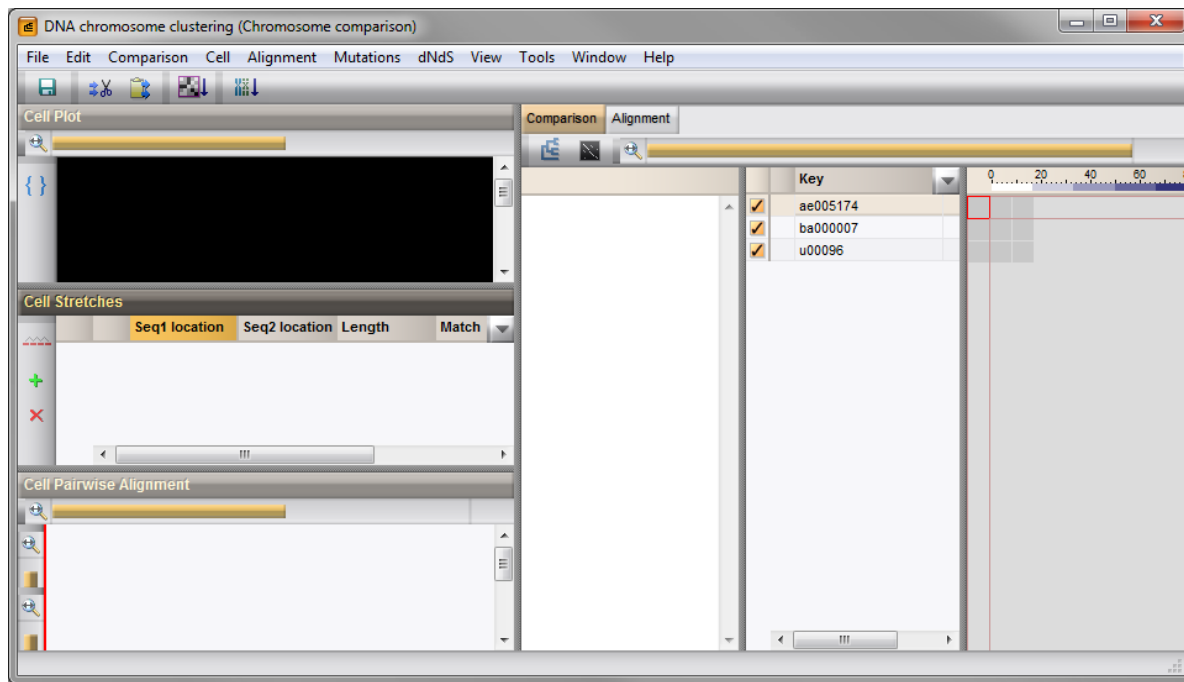 DNA chromosome clustering (Chromosome comparison)
File Edit Comparison Cell Alignment Mutations dNdS View Tools Window Help
Cell Plot
Comparison Alignment
{ }
Key
0 20 40 60
ae005174
ba000007
u00096
Cell Stretches
Seq1 location Seq2 location Length Match
Cell Pairwise Alignment